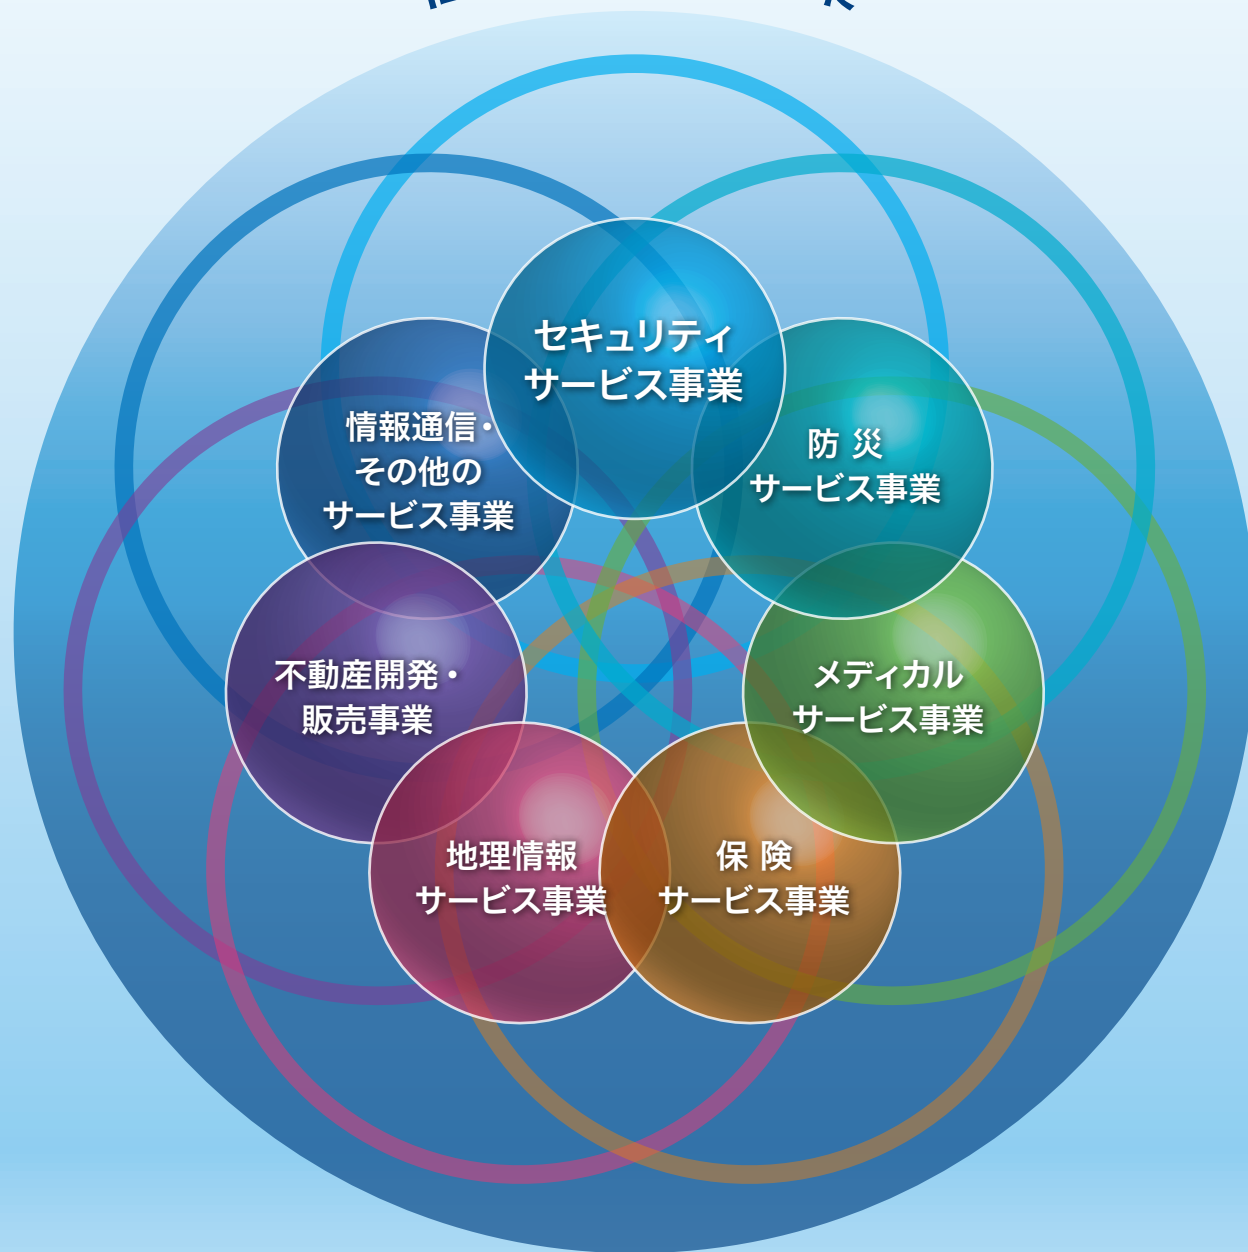 セキュリティ
サービス事業
防 災
サービス事業
メディカル
サービス事業
保 険
サービス事業
地理情報
サービス事業
不動産開発・
販売事業
情報通信・
その他の
サービス事業